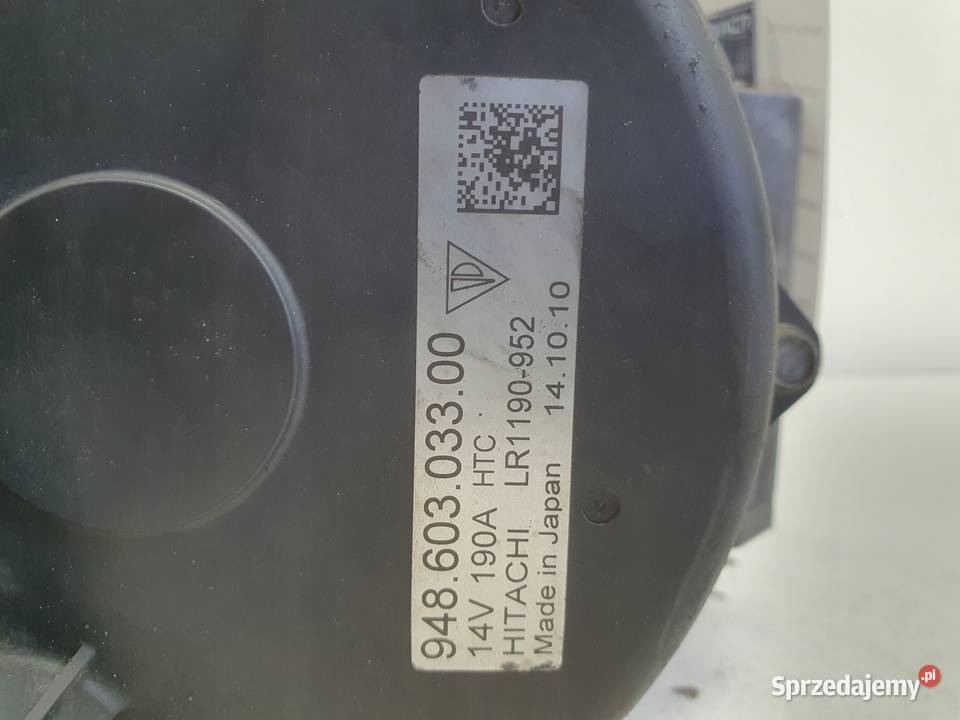 948.603.033.00
14V 190A HTC
HITACHI LR1190-952
Made in Japan 14.10.10
Sprzedajemy.pl